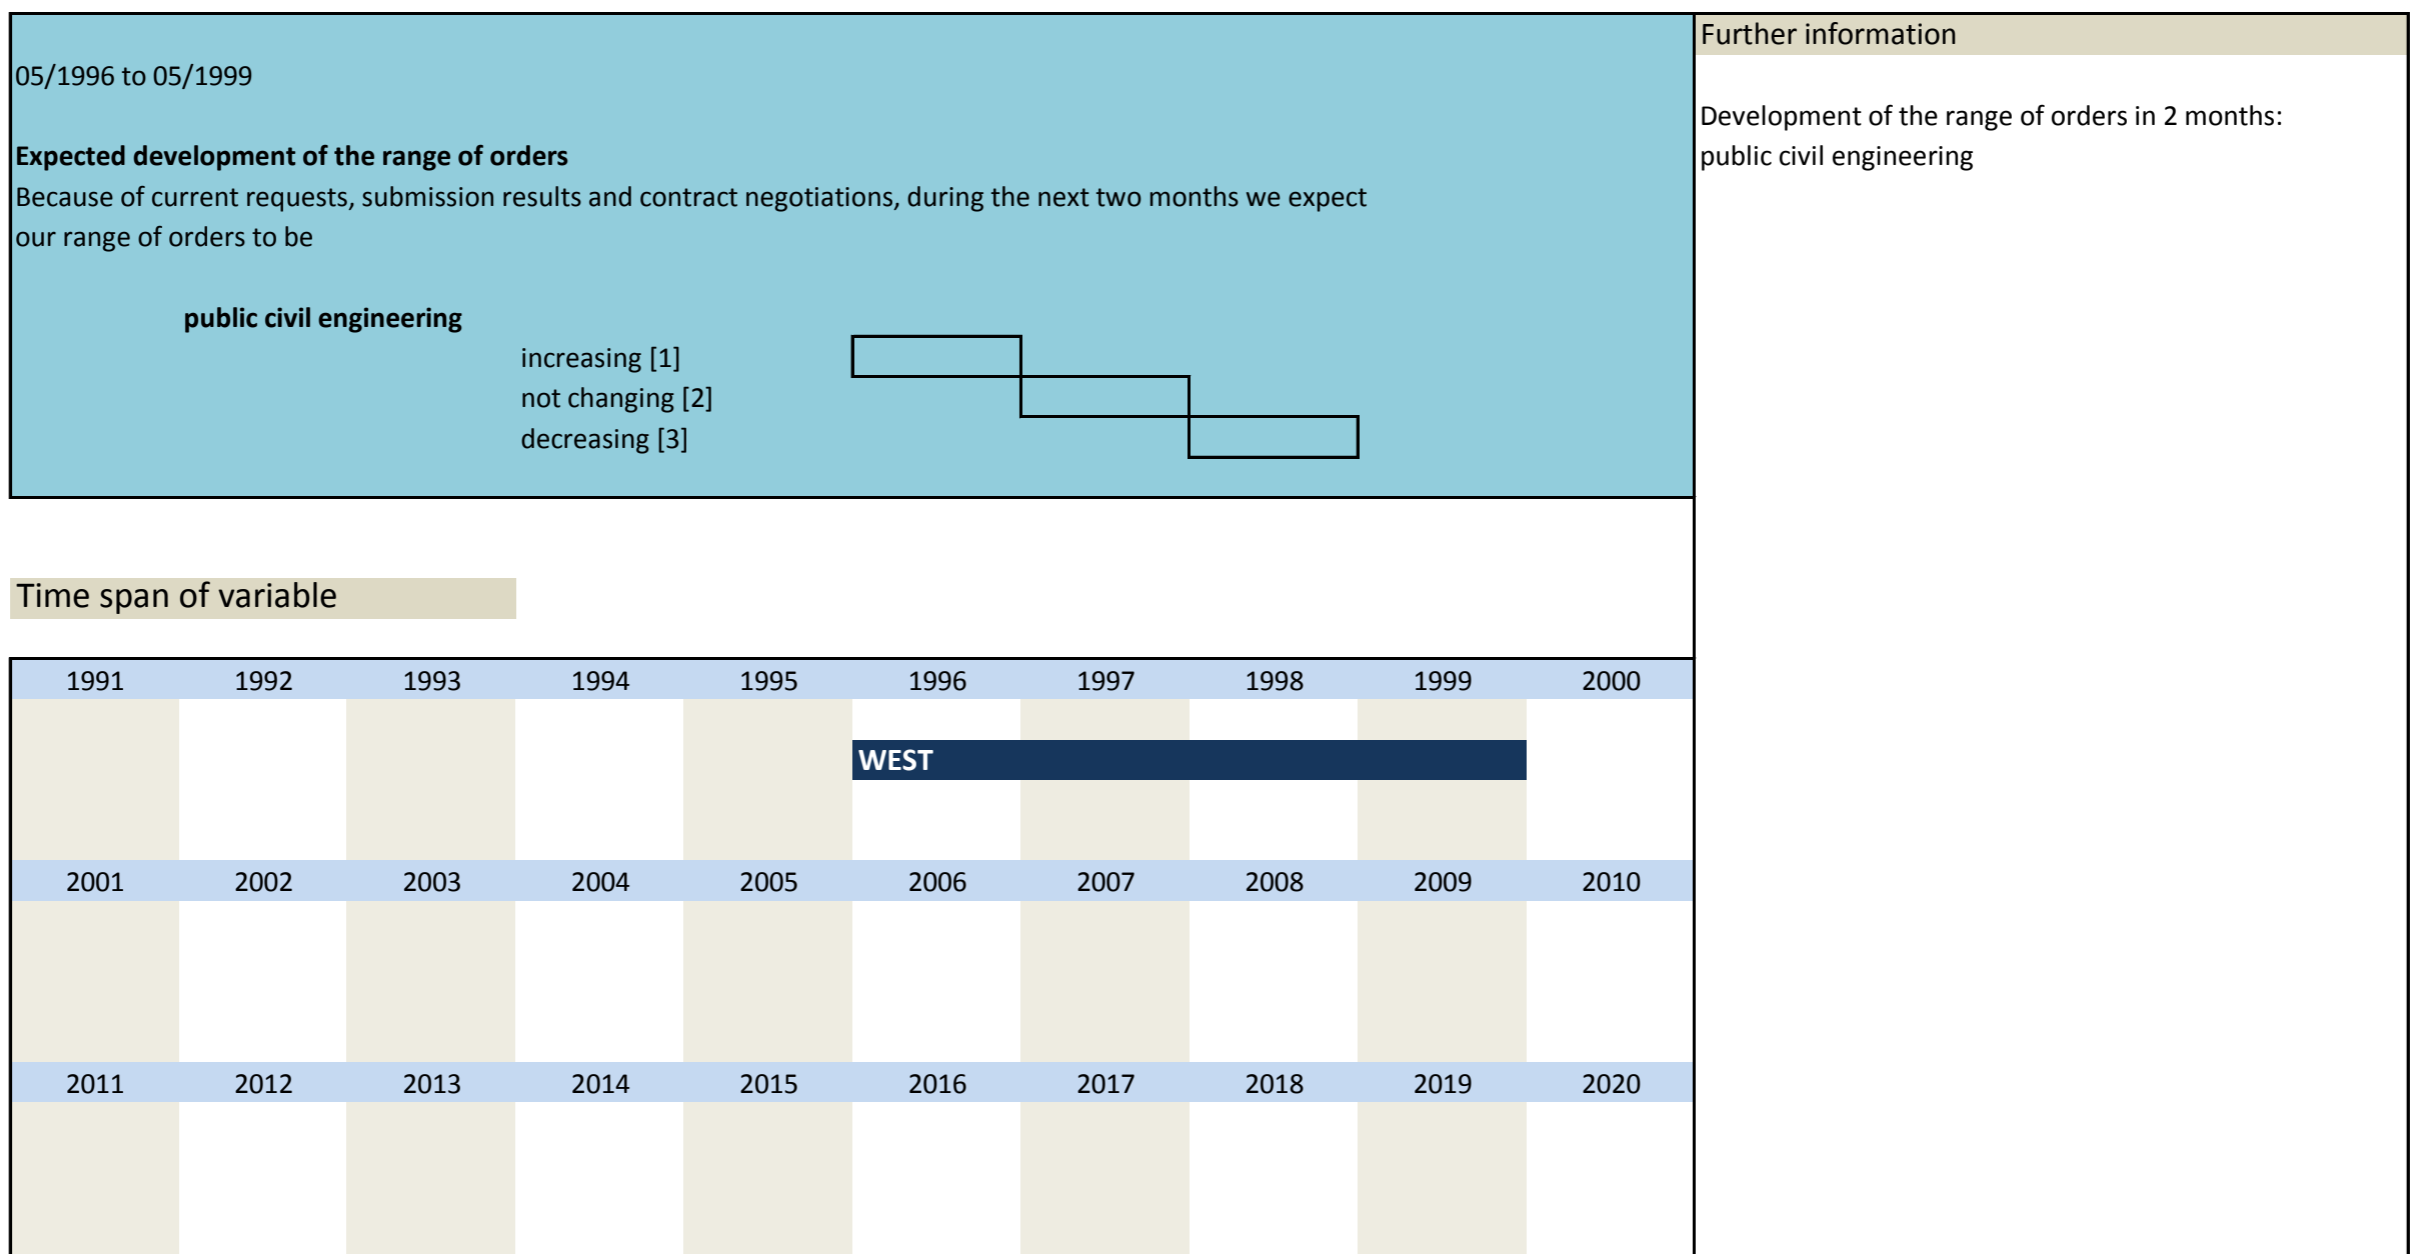 05/1996 to 05/1999
Expected development of the range of orders
Because of current requests, submission results and contract negotiations, during the next two months we expect
our range of orders to be
public civil engineering
increasing [1]
not changing [2]
decreasing [3]
Further information
Development of the range of orders in 2 months:
public civil engineering
Time span of variable
1991 1992 1993 1994 1995 1996 1997 1998 1999 2000
WEST
2001 2002 2003 2004 2005 2006 2007 2008 2009 2010
2011 2012 2013 2014 2015 2016 2017 2018 2019 2020